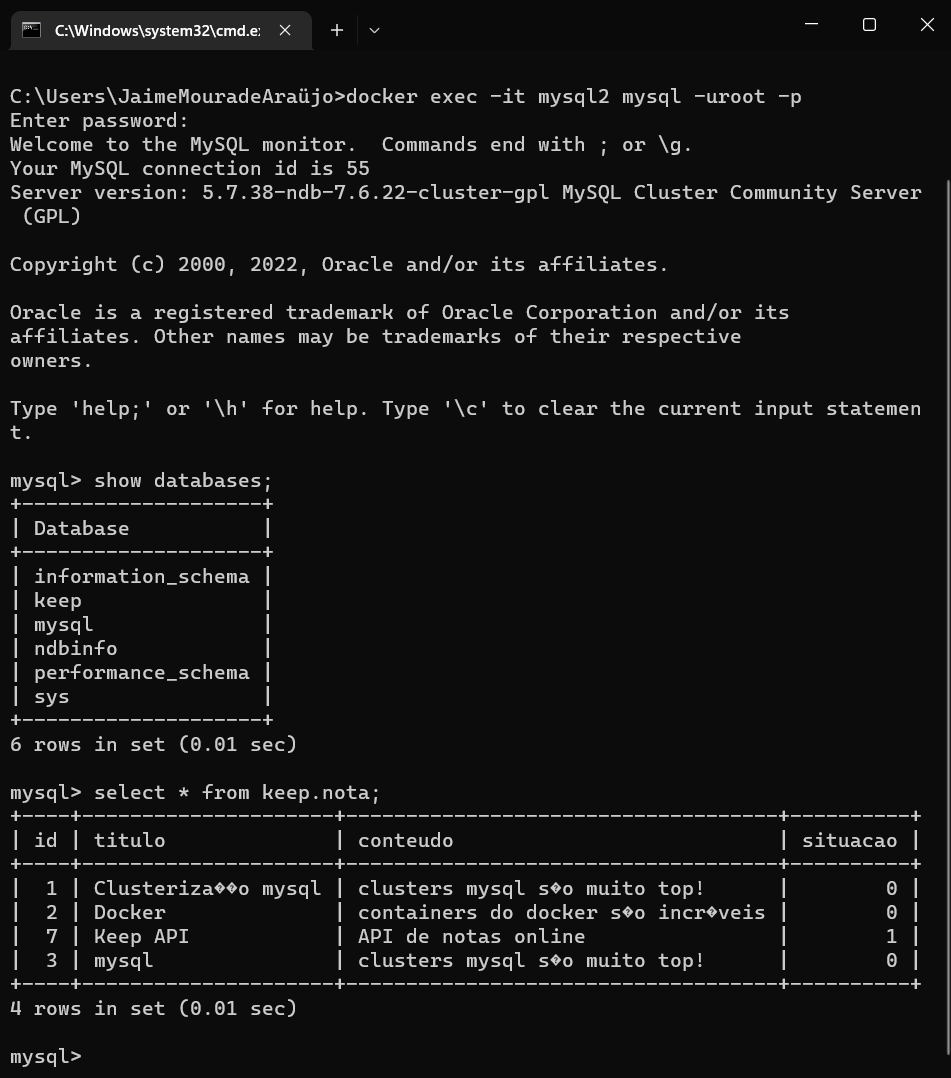 C:\Windows\system32\cmd.e
C:\Users\JaimeMouradeAraüjo>docker exec -it mysql2 mysql -uroot -p
Enter password:
Welcome to the MySQL monitor.  Commands end with ; or \g.
Your MySQL connection id is 55
Server version: 5.7.38-ndb-7.6.22-cluster-gpl MySQL Cluster Community Server
 (GPL)
Copyright (c) 2000, 2022, Oracle and/or its affiliates.
Oracle is a registered trademark of Oracle Corporation and/or its
affiliates. Other names may be trademarks of their respective
owners.
Type 'help;' or '\h' for help. Type '\c' to clear the current input statemen
t.
mysql> show databases;
+--------------------+
| Database           |
+--------------------+
| information_schema |
| keep               |
| mysql              |
| ndbinfo            |
| performance_schema |
| sys                |
+--------------------+
6 rows in set (0.01 sec)
mysql> select * from keep.nota;
+----+---------------------+------------------------------------+----------+
| id | titulo              | conteudo                           | situacao |
+----+---------------------+------------------------------------+----------+
|  1 | Clusteriza��o mysql | clusters mysql s�o muito top!      |        0 |
|  2 | Docker              | containers do docker s�o incr�veis |        0 |
|  7 | Keep API            | API de notas online                |        1 |
|  3 | mysql               | clusters mysql s�o muito top!      |        0 |
+----+---------------------+------------------------------------+----------+
4 rows in set (0.01 sec)
mysql>